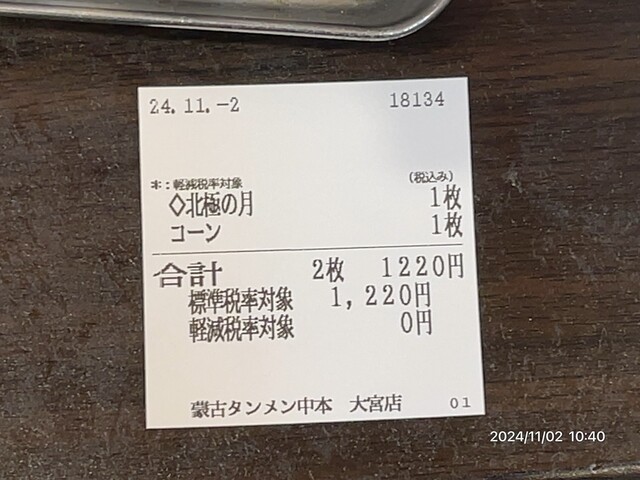 24.11.-2 18134
*:軽減税率対象 (税込み)
◇北極の月 1枚
コーン 1枚
合計 2枚 1220円
標準税率対象 1,220円
軽減税率対象 0円
蒙古タンメン中本 大宮店 01
2024/11/02 10:40